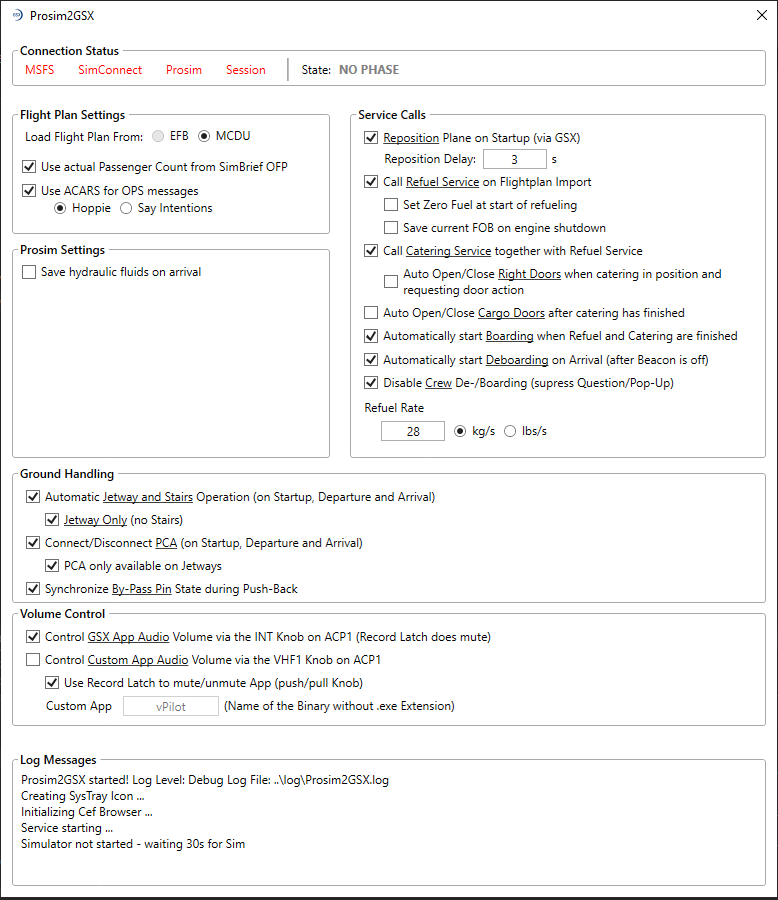 Prosim2GSX
Connection Status
MSFS SimConnect Prosim Session State: NO PHASE
Flight Plan Settings
Load Flight Plan From: EFB MCDU
Use actual Passenger Count from SimBrief OFP
Use ACARS for OPS messages
Hoppie Say Intentions
Prosim Settings
Save hydraulic fluids on arrival
Service Calls
Reposition Plane on Startup (via GSX)
Reposition Delay: 3 s
Call Refuel Service on Flightplan Import
Set Zero Fuel at start of refueling
Save current FOB on engine shutdown
Call Catering Service together with Refuel Service
Auto Open/Close Right Doors when catering in position and
requesting door action
Auto Open/Close Cargo Doors after catering has finished
Automatically start Boarding when Refuel and Catering are finished
Automatically start Deboarding on Arrival (after Beacon is off)
Disable Crew De-/Boarding (supress Question/Pop-Up)
Refuel Rate
28 kg/s lbs/s
Ground Handling
Automatic Jetway and Stairs Operation (on Startup, Departure and Arrival)
Jetway Only (no Stairs)
Connect/Disconnect PCA (on Startup, Departure and Arrival)
PCA only available on Jetways
Synchronize By-Pass Pin State during Push-Back
Volume Control
Control GSX App Audio Volume via the INT Knob on ACP1 (Record Latch does mute)
Control Custom App Audio Volume via the VHF1 Knob on ACP1
Use Record Latch to mute/unmute App (push/pull Knob)
Custom App vPilot (Name of the Binary without .exe Extension)
Log Messages
Prosim2GSX started! Log Level: Debug Log File: ..\log\Prosim2GSX.log
Creating SysTray Icon ...
Initializing Cef Browser ...
Service starting ...
Simulator not started - waiting 30s for Sim